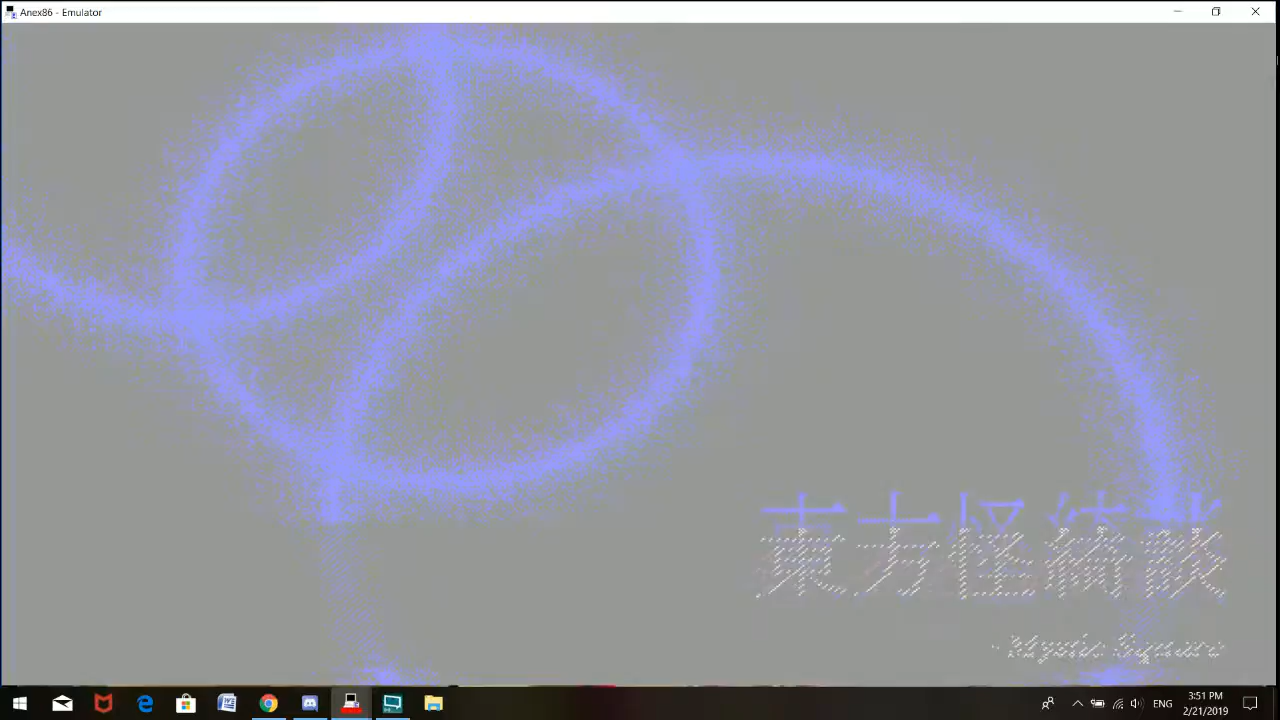 Anex86 - Emulator
東方怪綺談
~ Mystic Square
ENG
3:51 PM
2/21/2019